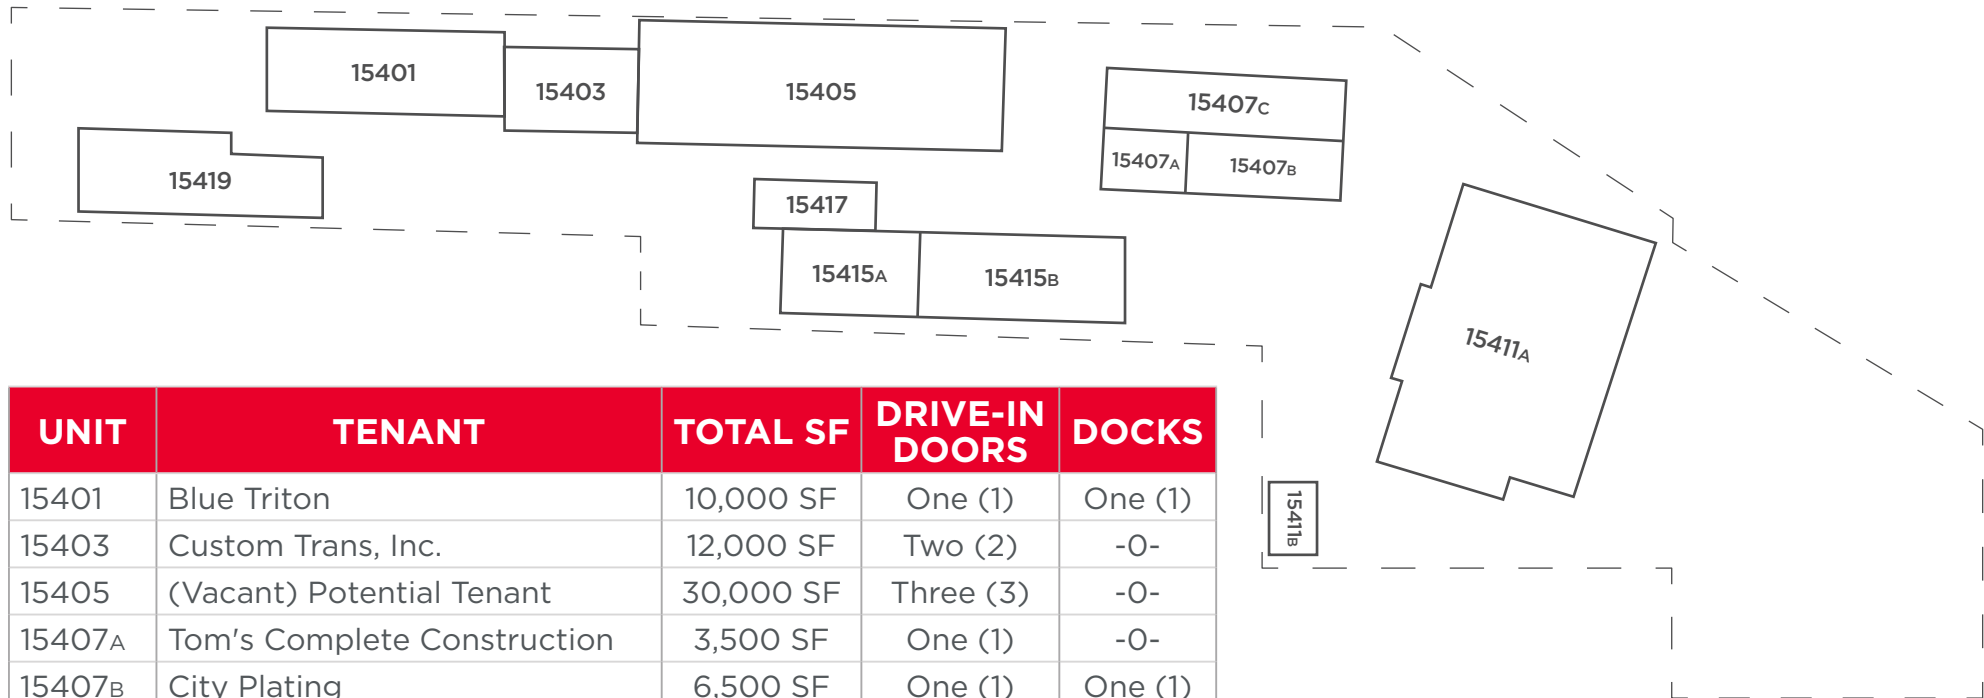 15401
15403
15405
15407C
15407A
15407B
15419
15417
15415A
15415B
15411A
15411B
UNIT TENANT TOTAL SF DRIVE-IN DOORS DOCKS
15401 Blue Triton 10,000 SF One (1) One (1)
15403 Custom Trans, Inc. 12,000 SF Two (2) -0-
15405 (Vacant) Potential Tenant 30,000 SF Three (3) -0-
15407A Tom's Complete Construction 3,500 SF One (1) -0-
15407B City Plating 6,500 SF One (1) One (1)